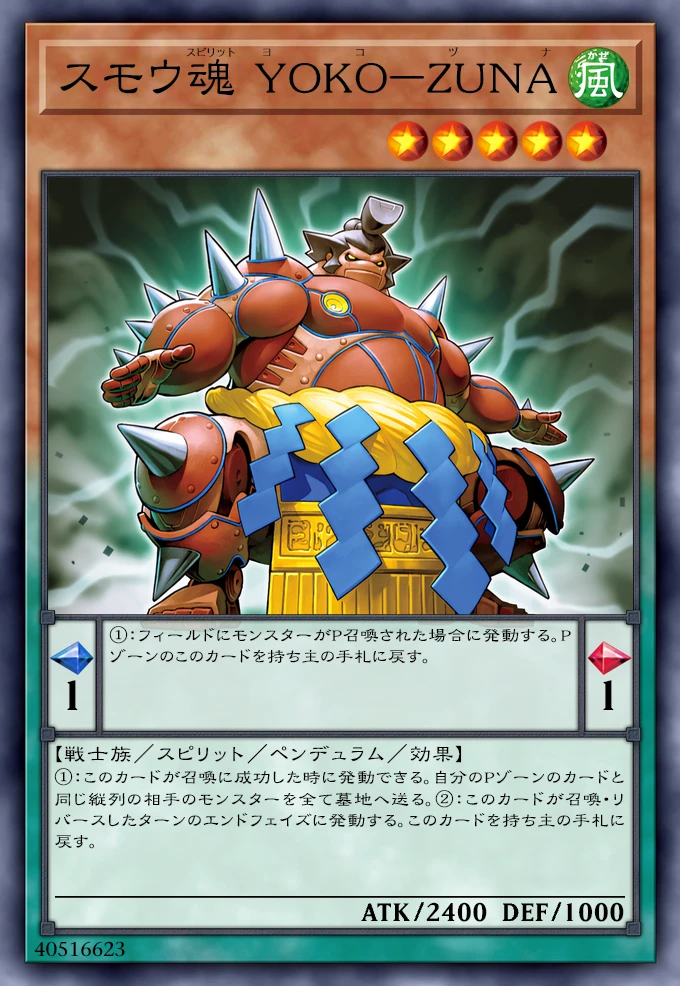 スピリット ヨコヅナ
スモウ魂 YOKO－ZUNA
かぜ
風
①：フィールドにモンスターがP召喚された場合に発動する。P
ゾーンのこのカードを持ち主の手札に戻す。
1
1
【戦士族／スピリット／ペンデュラム／効果】
①：このカードが召喚に成功した時に発動できる。自分のPゾーンのカードと
同じ縦列の相手のモンスターを全て墓地へ送る。②：このカードが召喚・リ
バースしたターンのエンドフェイズに発動する。このカードを持ち主の手札に
戻す。
ATK/2400 DEF/1000
40516623